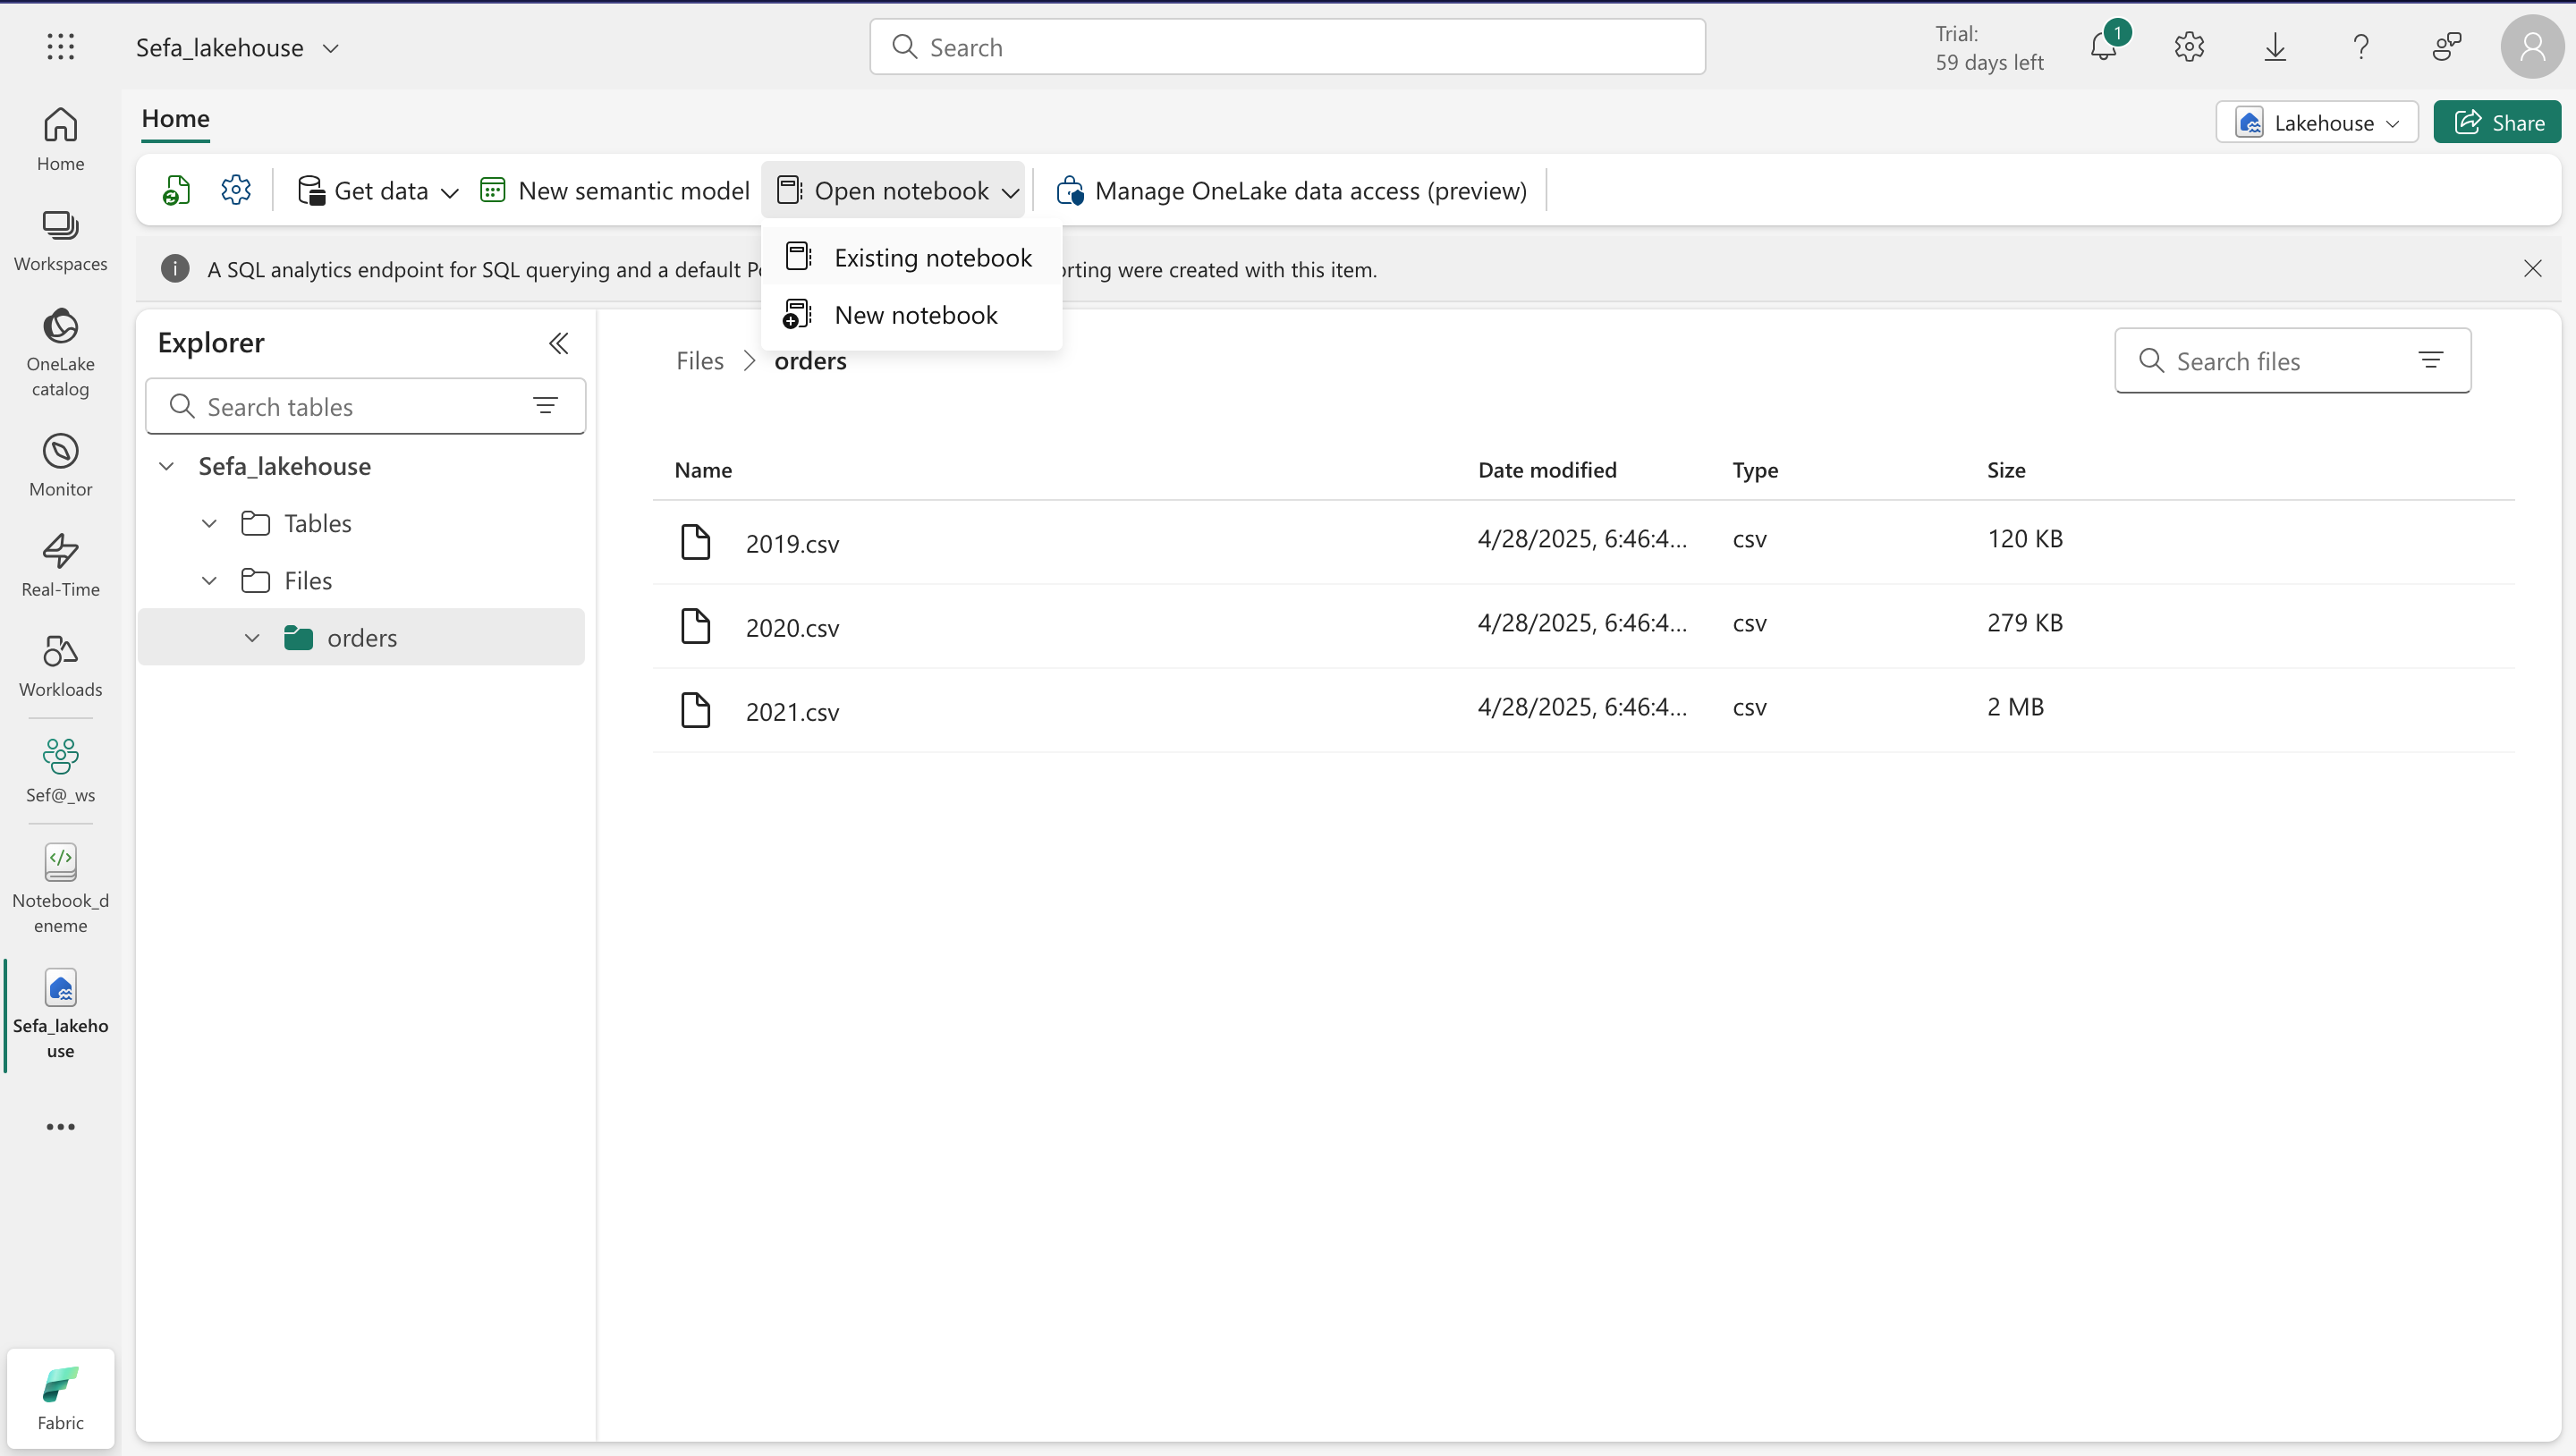 Sefa_lakehouse
Search
Trial:
59 days left
1
Home
Workspaces
OneLake
catalog
Monitor
Real-Time
Workloads
Sef@_ws
Notebook_d
eneme
Sefa_lakeho
use
Fabric
Home
Lakehouse
Share
Get data
New semantic model
Open notebook
Manage OneLake data access (preview)
Existing notebook
New notebook
A SQL analytics endpoint for SQL querying and a default
were created with this item.
Explorer
Search tables
Sefa_lakehouse
Tables
Files
orders
Files
orders
Search files
Name Date modified Type Size
2019.csv 4/28/2025, 6:46:4... csv 120 KB
2020.csv 4/28/2025, 6:46:4... csv 279 KB
2021.csv 4/28/2025, 6:46:4... csv 2 MB